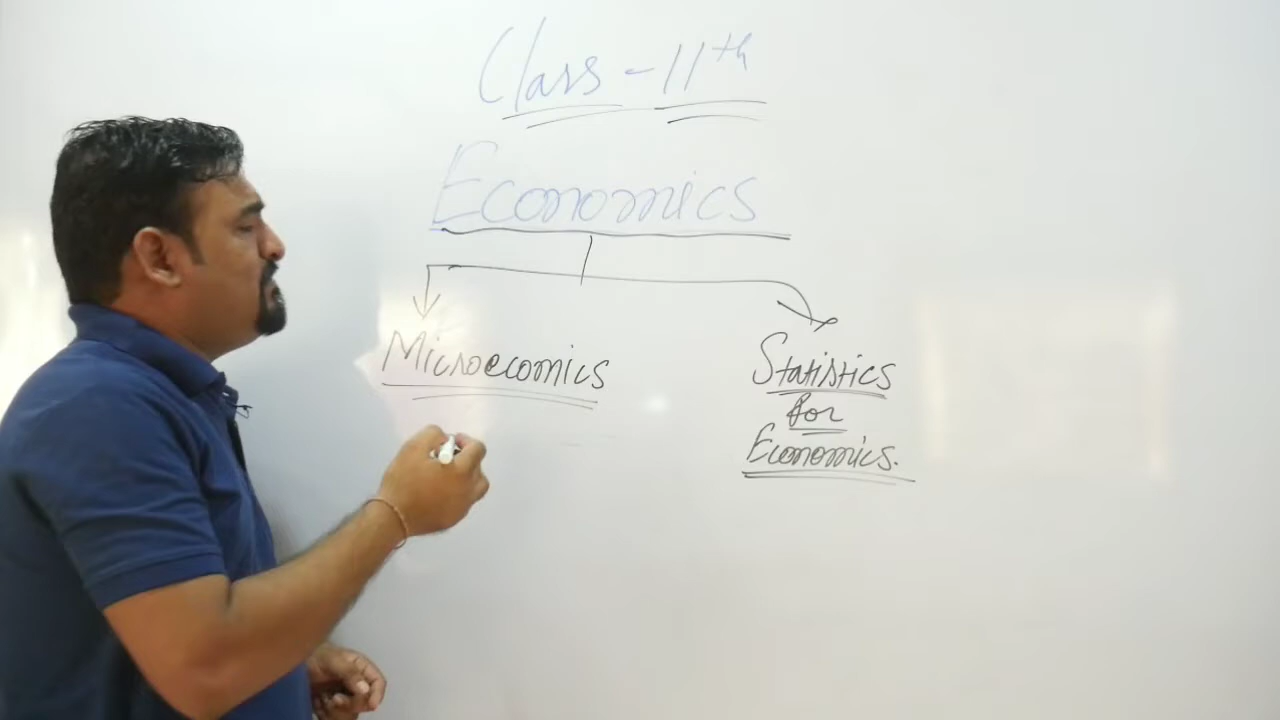 Class - 11th
Economics
Microecomics
Statistics
for
Economics.